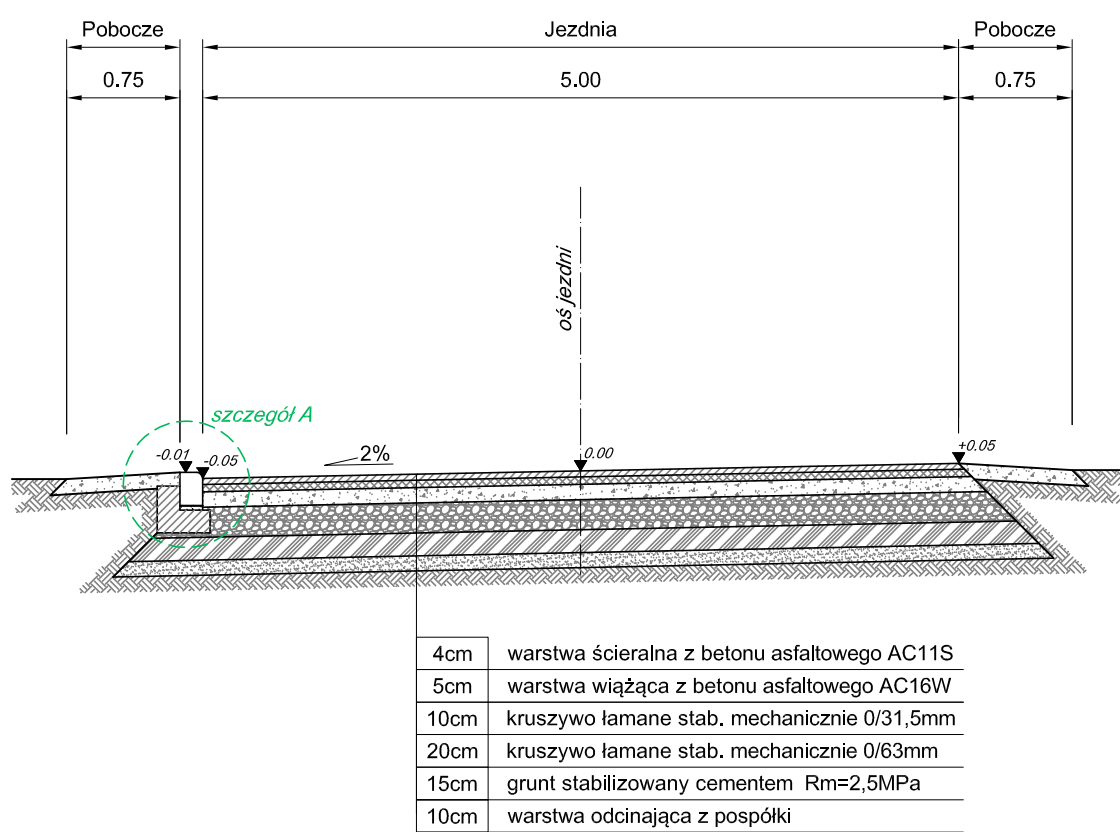 Pobocze Jezdnia Pobocze
0.75 5.00 0.75
oś jezdni
szczegół A
-0.01 -0.05 2% 0.00 +0.05
4cm warstwa ścieralna z betonu asfaltowego AC11S
5cm warstwa wiążąca z betonu asfaltowego AC16W
10cm kruszywo łamane stab. mechanicznie 0/31,5mm
20cm kruszywo łamane stab. mechanicznie 0/63mm
15cm grunt stabilizowany cementem Rm=2,5MPa
10cm warstwa odcinająca z pospółki